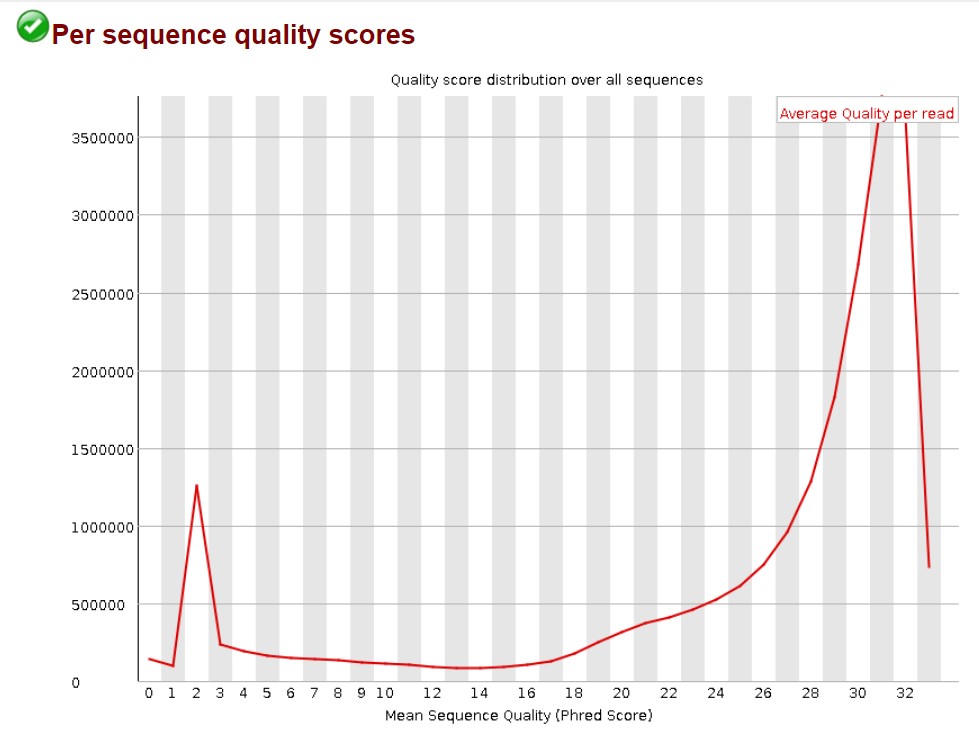 Per sequence quality scores
Quality score distribution over all sequences
Average Quality per read
3500000
3000000
2500000
2000000
1500000
1000000
500000
0
0 1 2 3 4 5 6 7 8 9 10 12 14 16 18 20 22 24 26 28 30 32
Mean Sequence Quality (Phred Score)